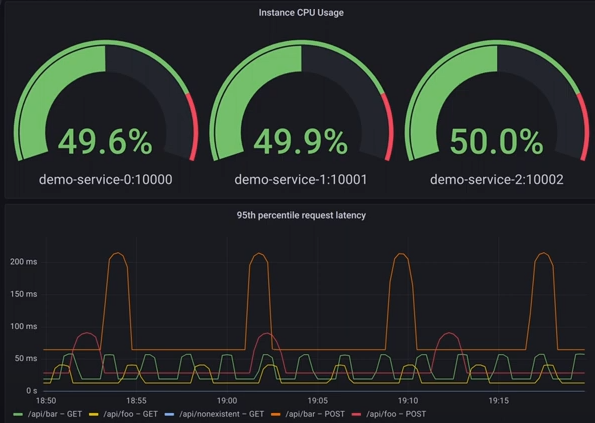 Instance CPU Usage
49.6% 49.9% 50.0%
demo-service-0:10000 demo-service-1:10001 demo-service-2:10002
95th percentile request latency
200 ms
150 ms
100 ms
50 ms
0 s
18:50 18:55 19:00 19:05 19:10 19:15
/api/bar – GET /api/foo – GET /api/nonexistent – GET /api/bar – POST /api/foo – POST